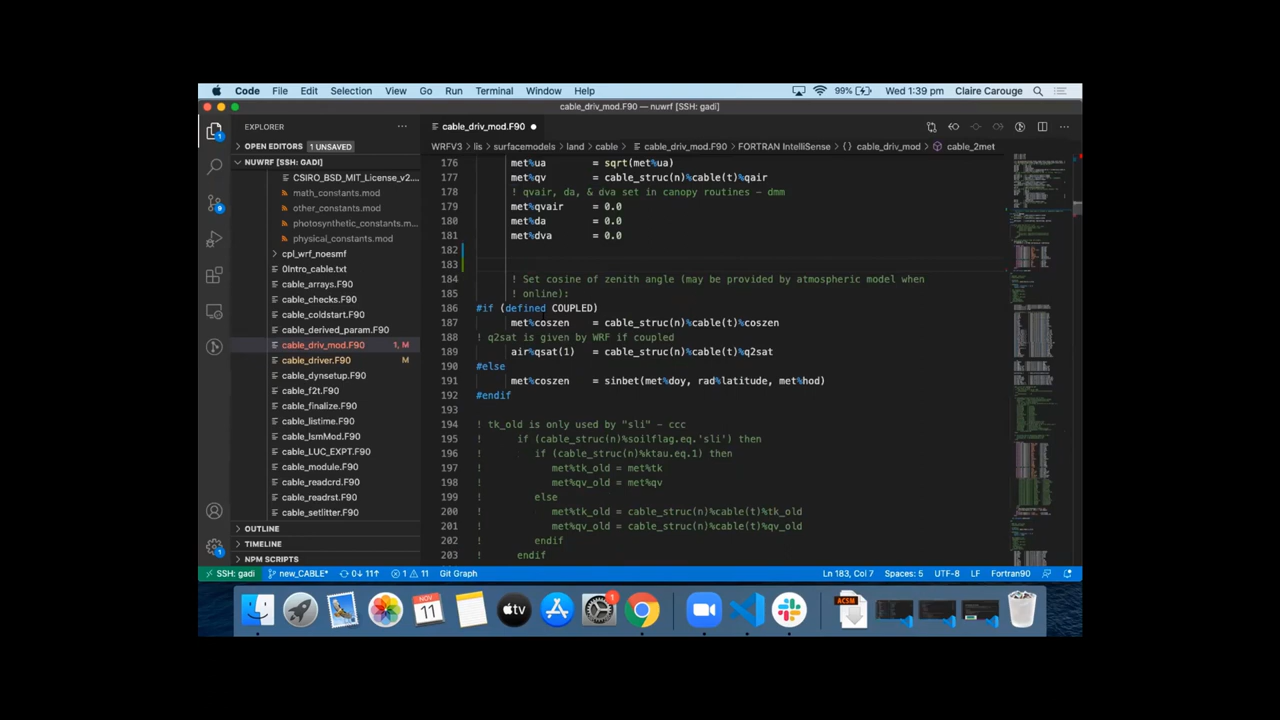 Code File Edit Selection View Go Run Terminal Window Help 99% Wed 1:39 pm Claire Carouge
cable_driv_mod.F90 — nuwrf [SSH: gadi]
EXPLORER
OPEN EDITORS 1 UNSAVED
NUWRF [SSH: GADI]
CSIRO_BSD_MIT_License_v2...
math_constants.mod
other_constants.mod
photosynthetic_constants.m...
physical_constants.mod
cpl_wrf_noesmf
0Intro_cable.txt
cable_arrays.F90
cable_checks.F90
cable_coldstart.F90
cable_derived_param.F90
cable_driv_mod.F90 1, M
cable_driver.F90 M
cable_dynsetup.F90
cable_f2t.F90
cable_finalize.F90
cable_listime.F90
cable_lsmMod.F90
cable_LUC_EXPT.F90
cable_module.F90
cable_readcrd.F90
cable_readrst.F90
cable_setlitter.F90
OUTLINE
TIMELINE
NPM SCRIPTS
1
9
1
cable_driv_mod.F90
WRFV3 > lis > surfacemodels > land > cable > cable_driv_mod.F90 > FORTRAN IntelliSense > {} cable_driv_mod > cable_2met
176 met%ua = sqrt(met%ua)
177 met%qv = cable_struc(n)%cable(t)%qair
178 ! qvair, da, & dva set in canopy routines - dmm
179 met%qvair = 0.0
180 met%da = 0.0
181 met%dva = 0.0
182
183
184 ! Set cosine of zenith angle (may be provided by atmospheric model when
185 ! online):
186 #if (defined COUPLED)
187 met%coszen = cable_struc(n)%cable(t)%coszen
188 ! q2sat is given by WRF if coupled
189 air%qsat(1) = cable_struc(n)%cable(t)%q2sat
190 #else
191 met%coszen = sinbet(met%doy, rad%latitude, met%hod)
192 #endif
193
194 ! tk_old is only used by "sli" - ccc
195 ! if (cable_struc(n)%soilflag.eq.'sli') then
196 ! if (cable_struc(n)%ktau.eq.1) then
197 ! met%tk_old = met%tk
198 ! met%qv_old = met%qv
199 ! else
200 ! met%tk_old = cable_struc(n)%cable(t)%tk_old
201 ! met%qv_old = cable_struc(n)%cable(t)%qv_old
202 ! endif
203 ! endif
SSH: gadi new_CABLE* 0↓ 11↑ 1 11 Git Graph Ln 183, Col 7 Spaces: 5 UTF-8 LF Fortran90
NOV
11
tv
1
ACSM